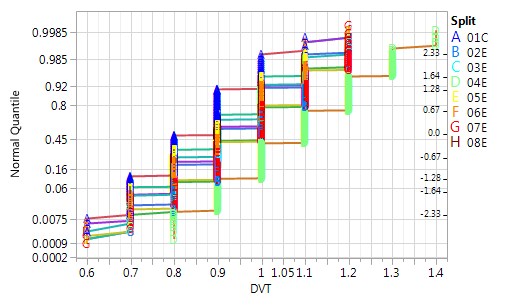 Split
A 01C
B 02E
C 03E
D 04E
E 05E
F 06E
G 07E
H 08E
Normal Quantile
0.9985
0.985
0.92
0.8
0.45
0.16
0.06
0.0075
0.0009
0.0002
2.33
1.64
1.28
0.67
0.0
-0.67
-1.28
-1.64
-2.33
0.6 0.7 0.8 0.9 1 1.05 1.1 1.2 1.3 1.4
DVT